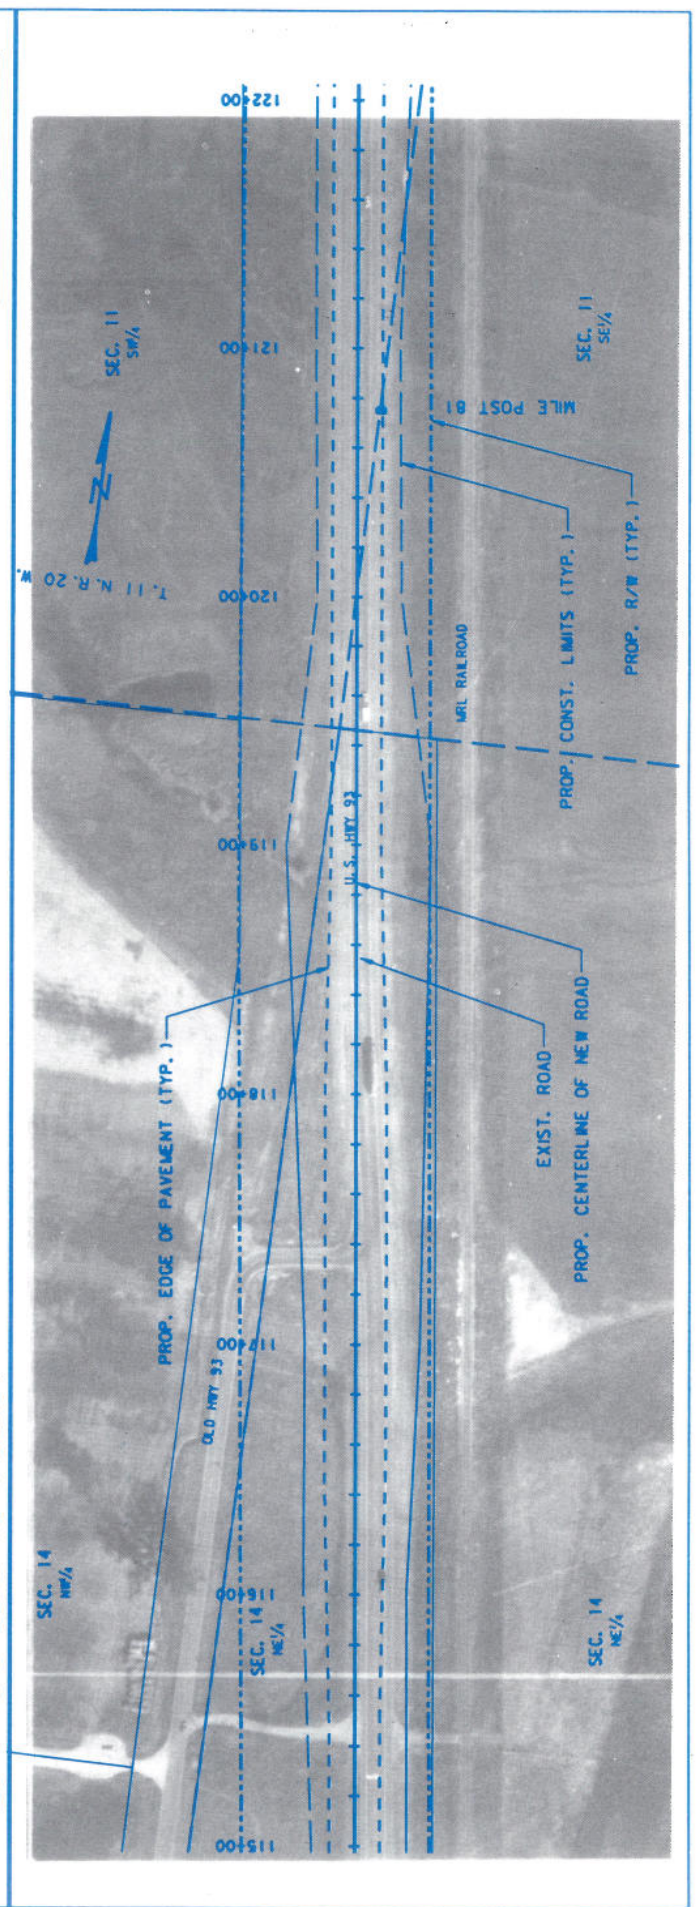 122+00
SEC. 11
SW¼
121+00
SEC. 11
SE¼
MILE POST 81
N
T. 11 N. R. 20 W.
120+00
MRL RAILROAD
PROP. CONST. LIMITS (TYP.)
PROP. R/W (TYP.)
119+00
U.S. HWY 93
118+00
PROP. EDGE OF PAVEMENT (TYP.)
EXIST. ROAD
PROP. CENTERLINE OF NEW ROAD
117+00
OLD HWY 93
SEC. 14
NW¼
116+00
SEC. 14
NE¼
SEC. 14
NE¼
115+00